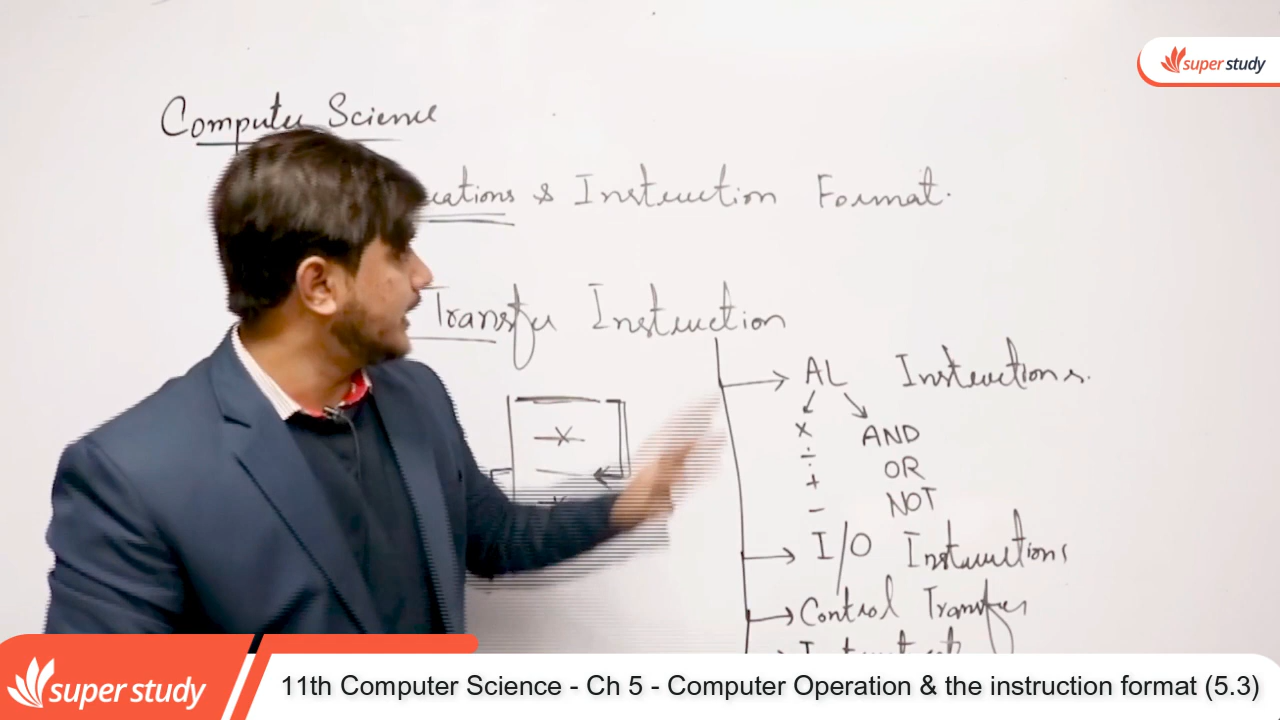 super study
Computer Science
& Instruction Format.
Transfer Instruction
AL Instructions.
× AND
÷ OR
+ NOT
-
I/O Instructions
Control Transfer
super study
11th Computer Science - Ch 5 - Computer Operation & the instruction format (5.3)